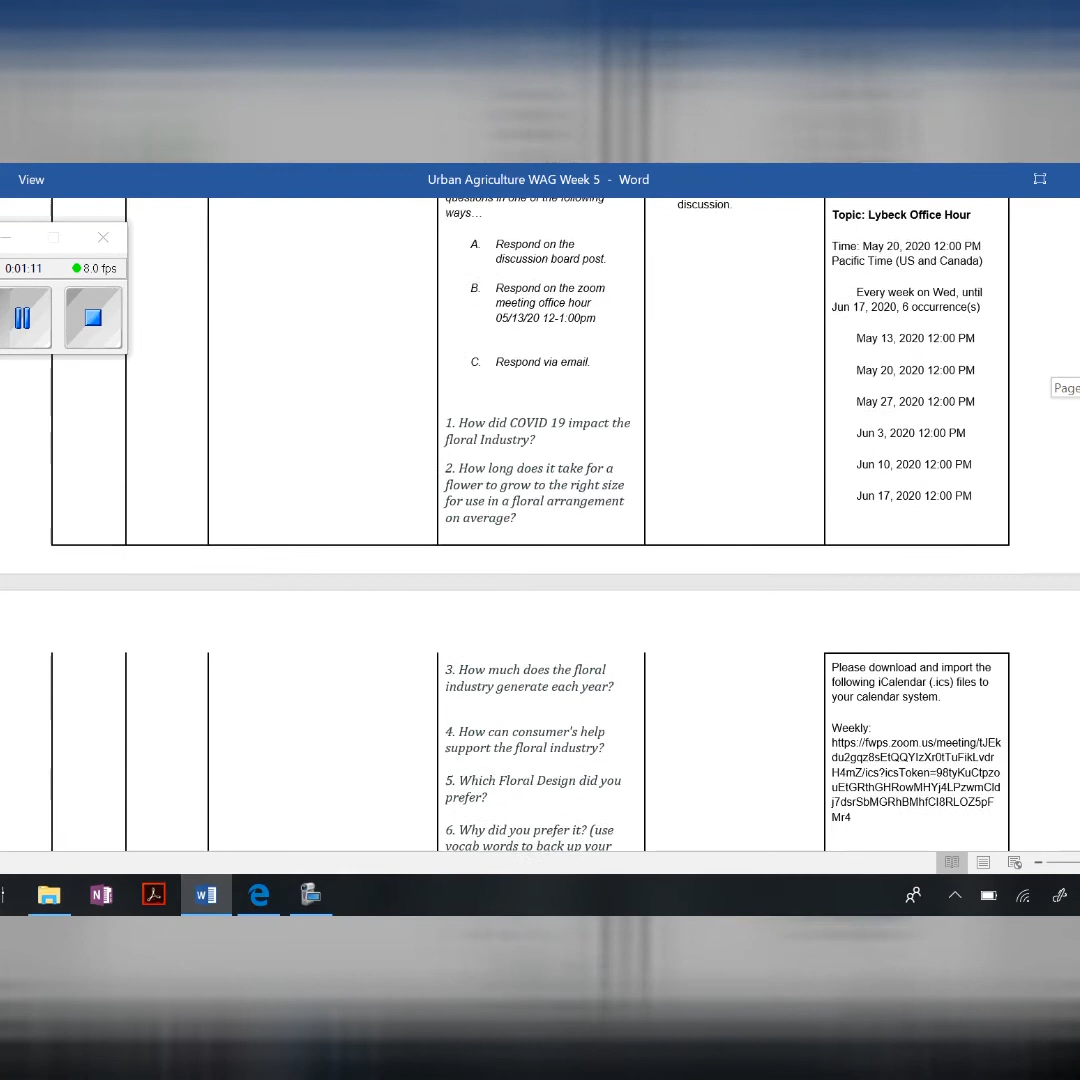 View
Urban Agriculture WAG Week 5 - Word
0:01:11
8.0 fps
questions in one of the following
ways…
A. Respond on the
discussion board post.
B. Respond on the zoom
meeting office hour
05/13/20 12-1:00pm
C. Respond via email.
1. How did COVID 19 impact the
floral Industry?
2. How long does it take for a
flower to grow to the right size
for use in a floral arrangement
on average?
discussion.
Topic: Lybeck Office Hour
Time: May 20, 2020 12:00 PM
Pacific Time (US and Canada)
Every week on Wed, until
Jun 17, 2020, 6 occurrence(s)
May 13, 2020 12:00 PM
May 20, 2020 12:00 PM
May 27, 2020 12:00 PM
Jun 3, 2020 12:00 PM
Jun 10, 2020 12:00 PM
Jun 17, 2020 12:00 PM
Page
3. How much does the floral
industry generate each year?
4. How can consumer's help
support the floral industry?
5. Which Floral Design did you
prefer?
6. Why did you prefer it? (use
vocab words to back up your
Please download and import the
following iCalendar (.ics) files to
your calendar system.
Weekly:
https://fwps.zoom.us/meeting/tJEk
du2gqz8sEtQQYIzXr0tTuFikLvdr
H4mZ/ics?icsToken=98tyKuCtpzo
uEtGRthGHRowMHYj4LPzwmCld
j7dsrSbMGRhBMhfCI8RLOZ5pF
Mr4